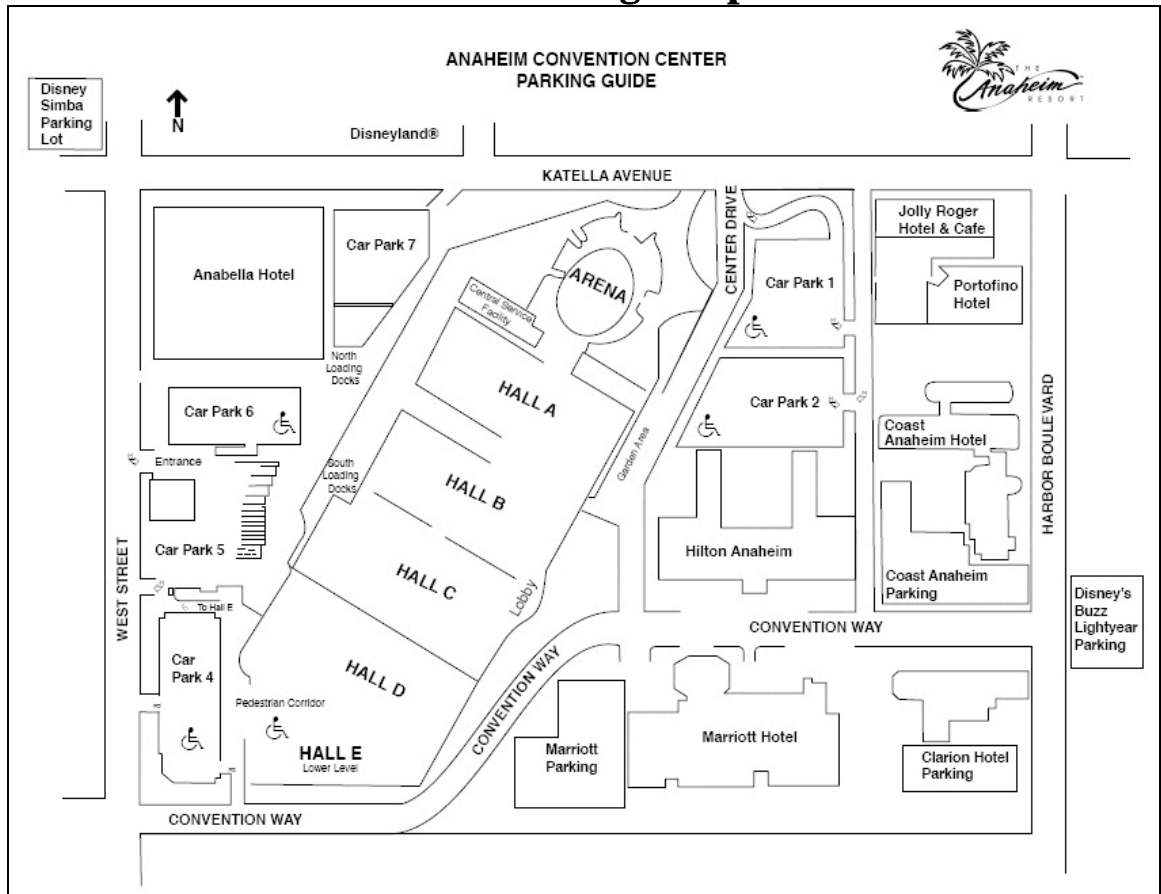 ANAHEIM CONVENTION CENTER
PARKING GUIDE
THE
Anaheim
RESORT
Disney
Simba
Parking
Lot
N
Disneyland®
KATELLA AVENUE
CENTER DRIVE
Jolly Roger
Hotel & Cafe
Car Park 7
Anabella Hotel
ARENA
Car Park 1
Portofino
Hotel
Central Service
Facility
North
Loading
Docks
HALL A
Car Park 2
Car Park 6
Coast
Anaheim Hotel
Garden Area
HARBOR BOULEVARD
Entrance
South
Loading
Docks
HALL B
Car Park 5
Hilton Anaheim
HALL C
Lobby
Coast Anaheim
Parking
WEST STREET
To Hall E
Disney's
Buzz
Lightyear
Parking
CONVENTION WAY
Car
Park 4
HALL D
CONVENTION WAY
Pedestrian Corridor
HALL E
Lower Level
Marriott
Parking
Marriott Hotel
Clarion Hotel
Parking
CONVENTION WAY